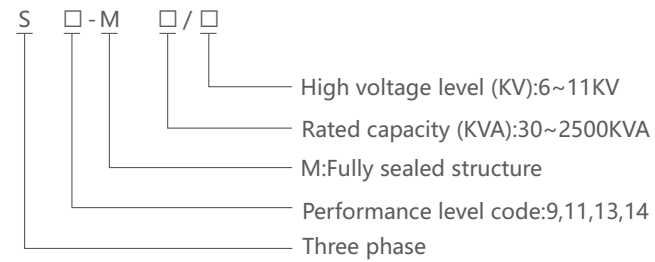 S □-M □/□
High voltage level (KV):6~11KV
Rated capacity (KVA):30~2500KVA
M:Fully sealed structure
Performance level code:9,11,13,14
Three phase